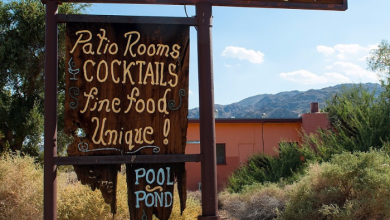 Patio Rooms
COCKTAILS
fine food
Unique!
POOL
POND